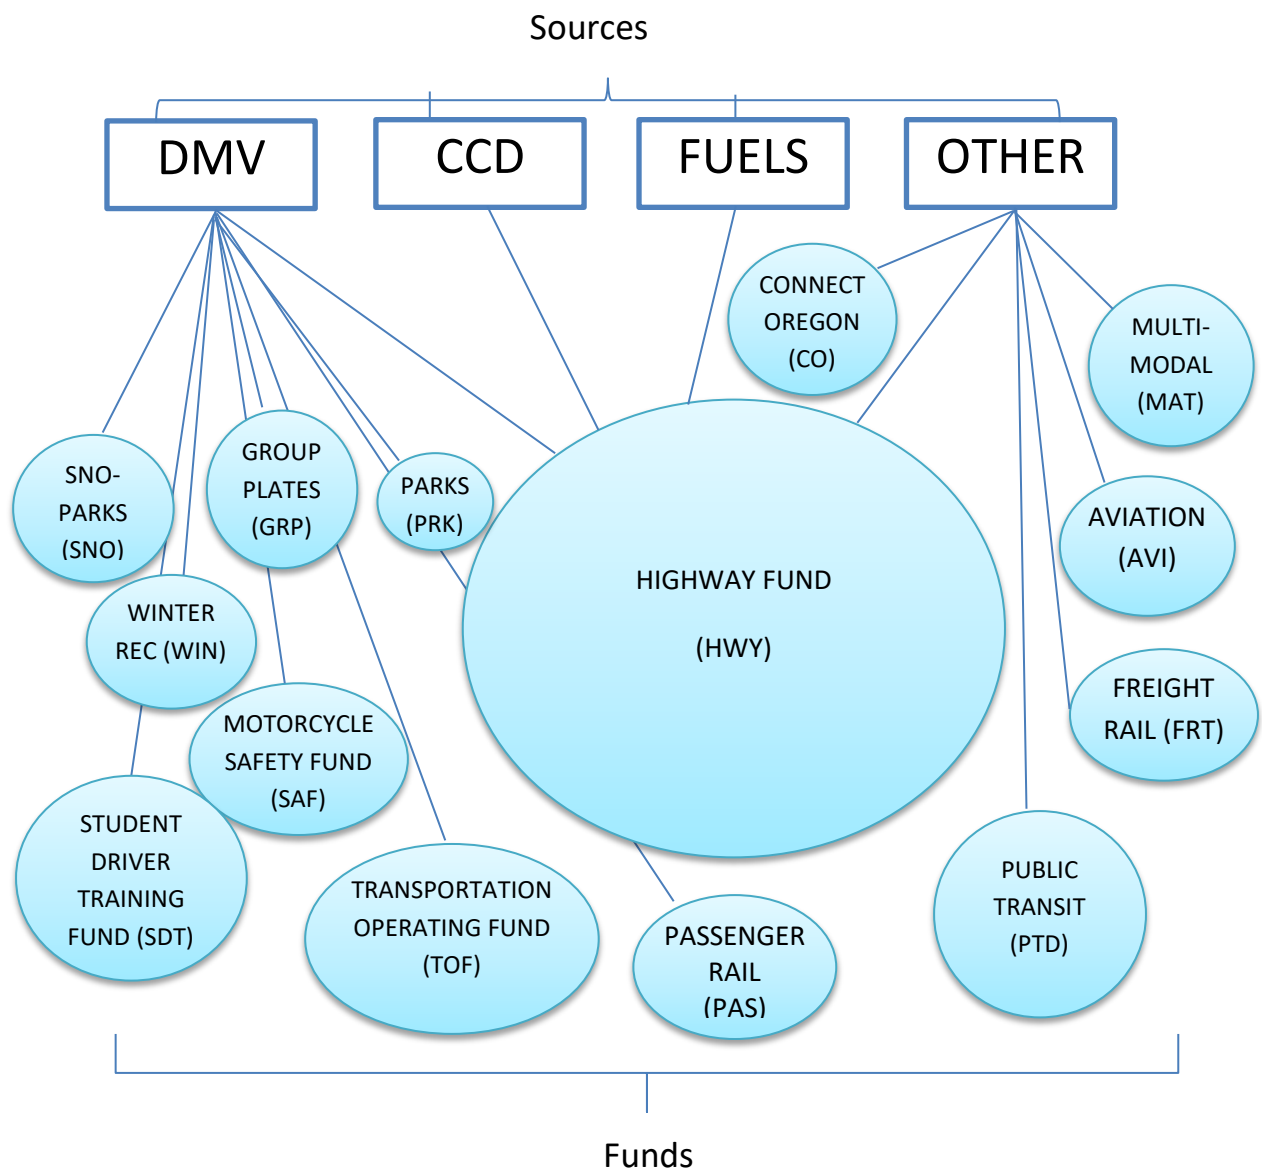 Sources
DMV
CCD
FUELS
OTHER
CONNECT
OREGON
(CO)
MULTI-
MODAL
(MAT)
SNO-
PARKS
(SNO)
GROUP
PLATES
(GRP)
PARKS
(PRK)
AVIATION
(AVI)
HIGHWAY FUND
(HWY)
WINTER
REC (WIN)
FREIGHT
RAIL (FRT)
MOTORCYCLE
SAFETY FUND
(SAF)
STUDENT
DRIVER
TRAINING
FUND (SDT)
TRANSPORTATION
OPERATING FUND
(TOF)
PASSENGER
RAIL
(PAS)
PUBLIC
TRANSIT
(PTD)
Funds